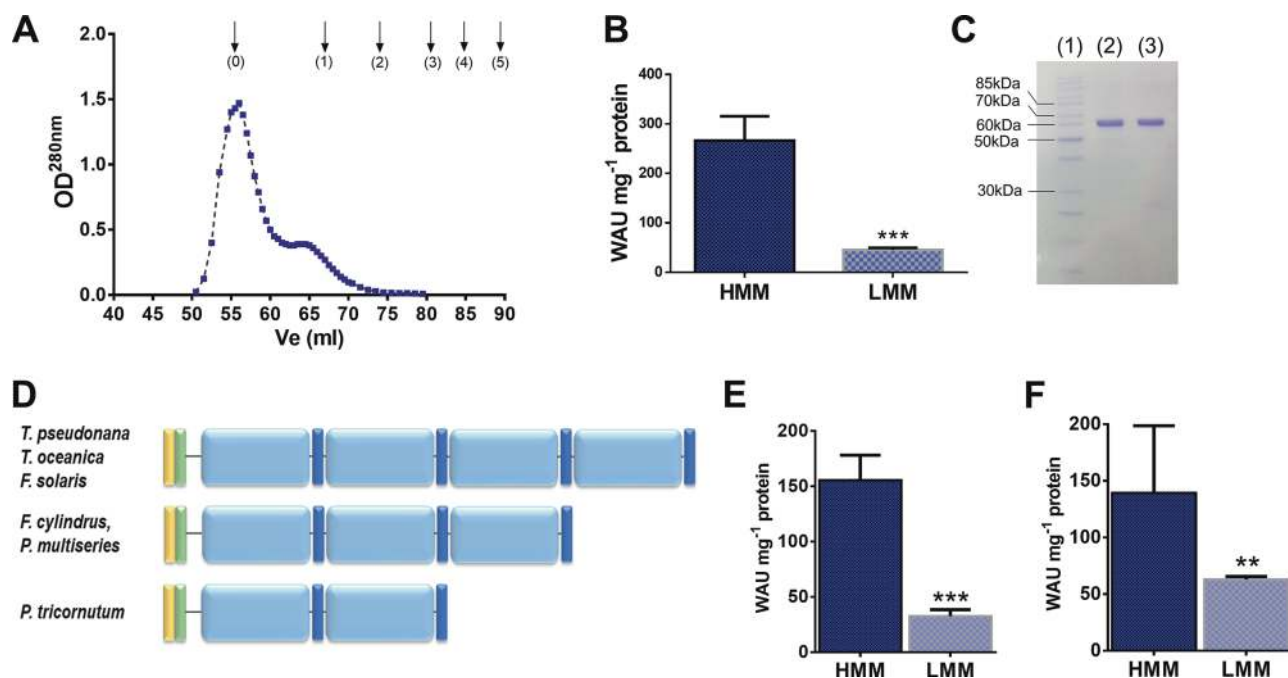 A
OD280nm
2.0
1.5
1.0
0.5
0.0
(0) (1) (2) (3) (4) (5)
40 45 50 55 60 65 70 75 80 85 90
Ve (ml)
B
WAU mg-1 protein
400
300
200
100
0
***
HMM LMM
C
(1) (2) (3)
85kDa
70kDa
60kDa
50kDa
30kDa
D
T. pseudonana
T. oceanica
F. solaris
F. cylindrus,
P. multiseries
P. tricornutum
E
WAU mg-1 protein
200
150
100
50
0
***
HMM LMM
F
WAU mg-1 protein
200
150
100
50
0
**
HMM LMM